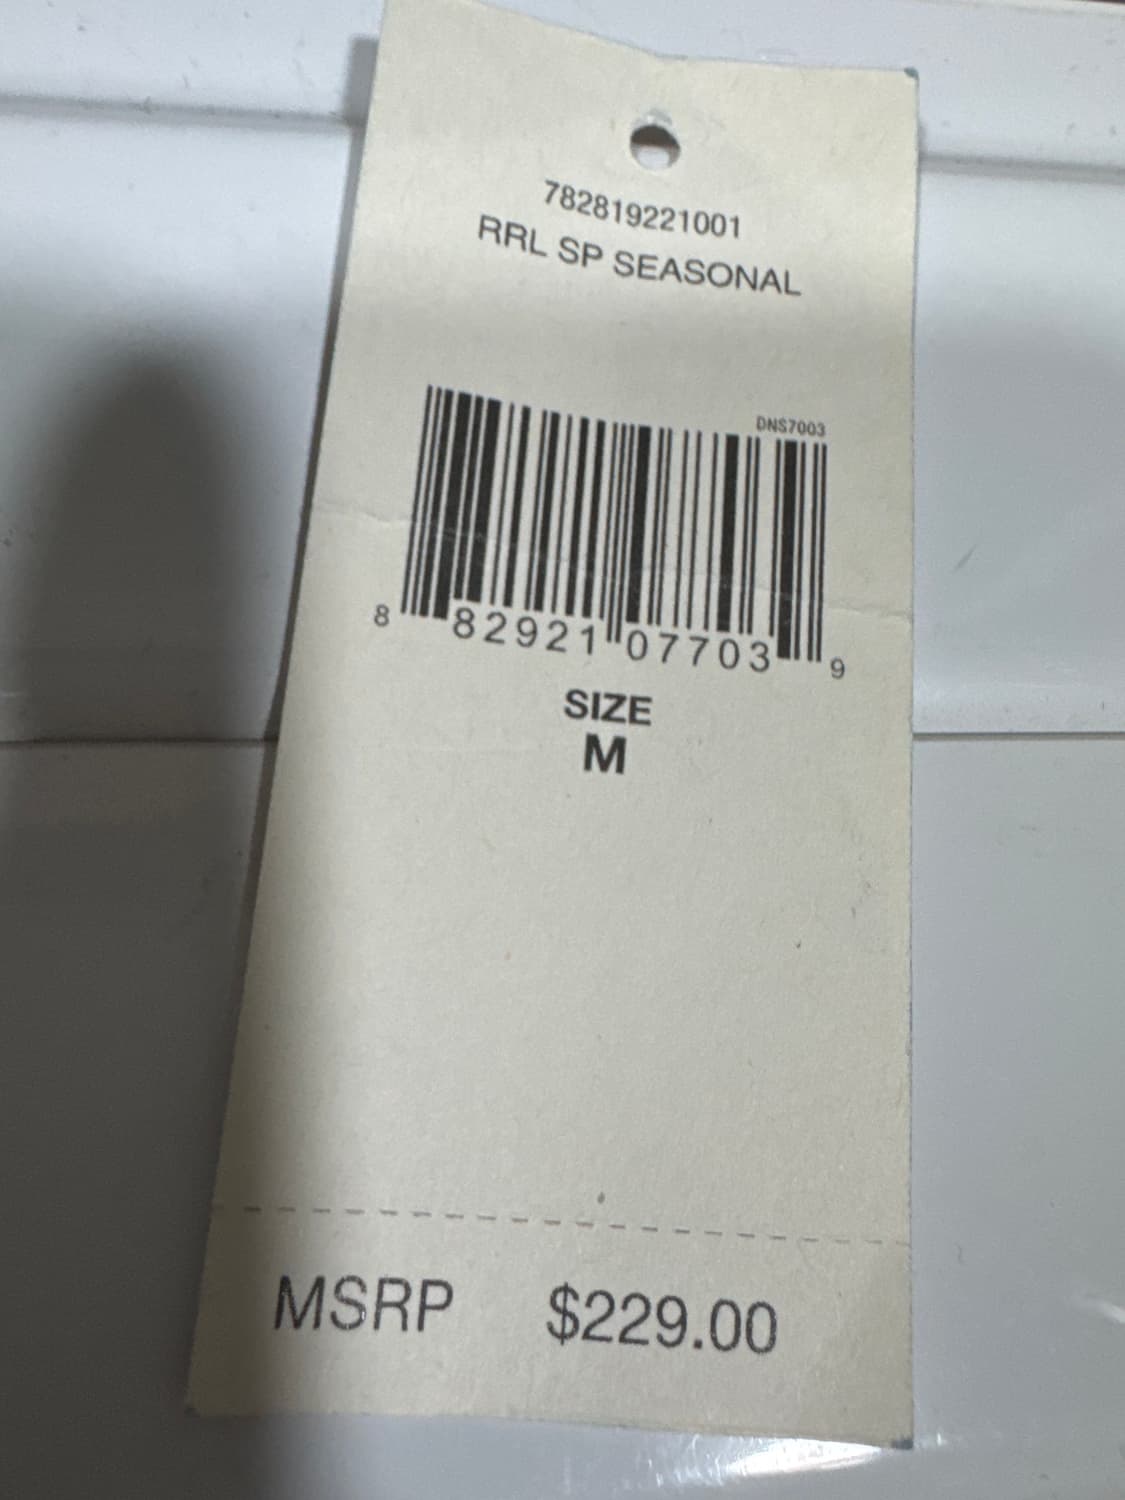 782819221001
RRL SP SEASONAL
DNS7003
8 82921 07703 9
SIZE
M
MSRP $229.00